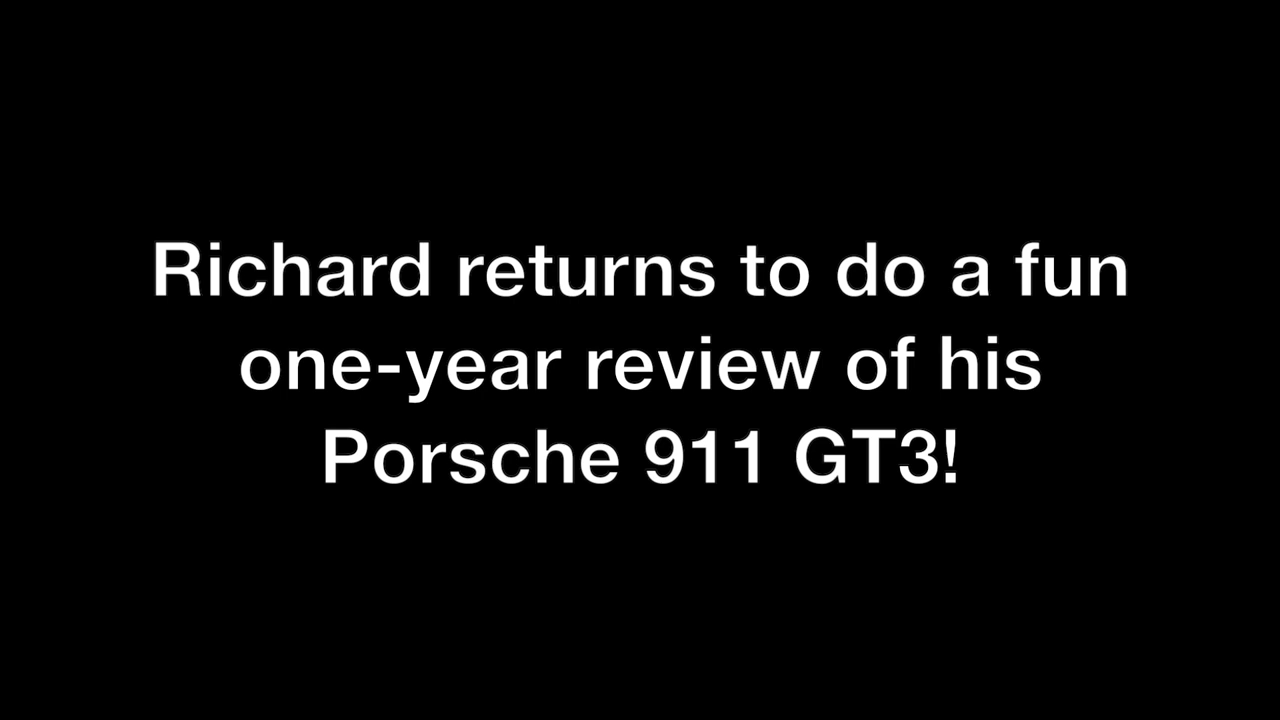 Richard returns to do a fun
one-year review of his
Porsche 911 GT3!